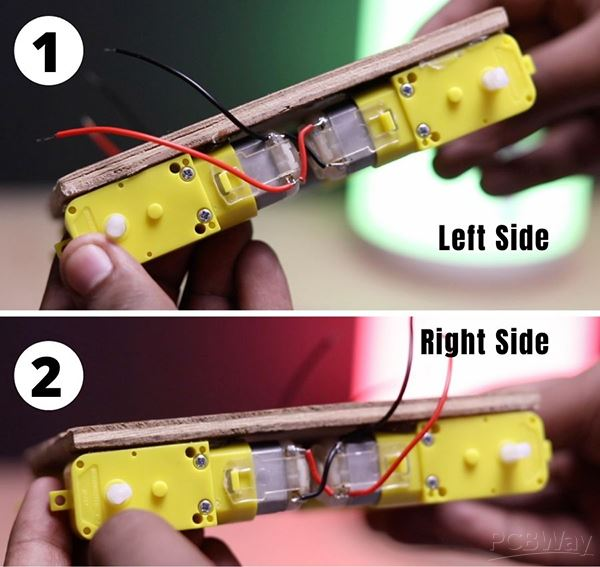 1
Left Side
Right Side
2
PCBWay